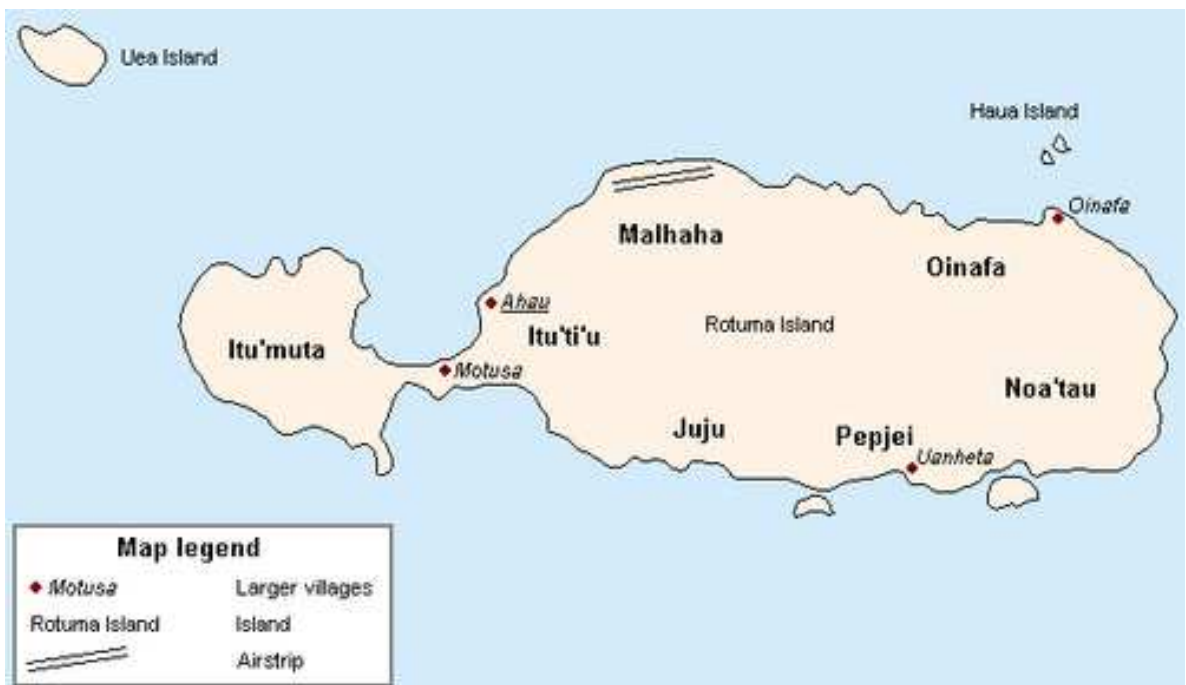 Uea Island
Haua Island
Oinafa
Malhaha
Oinafa
Ahau
Rotuma Island
Itu'ti'u
Itu'muta
Motusa
Noa'tau
Juju
Pepjei
Uanheta
Map legend
Motusa Larger villages
Rotuma Island Island
Airstrip